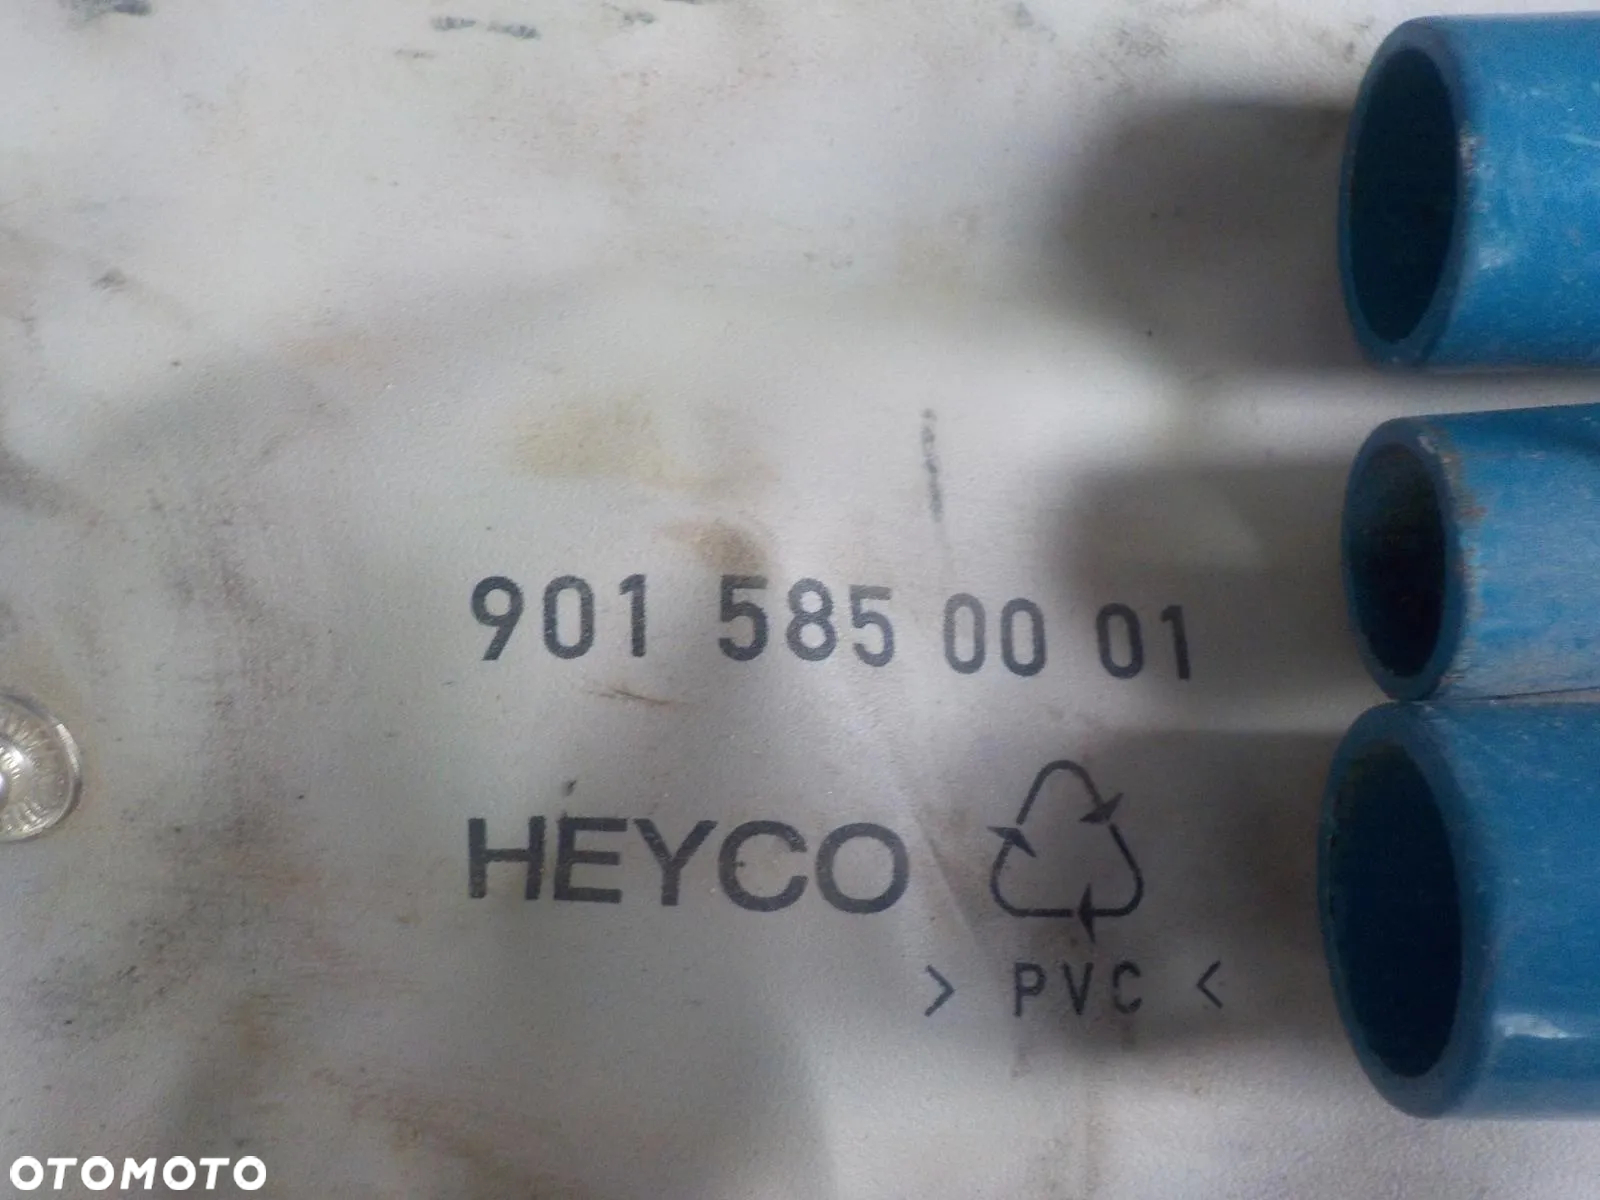 901 585 00 01
HEYCO
> PVC <
OTOMOTO